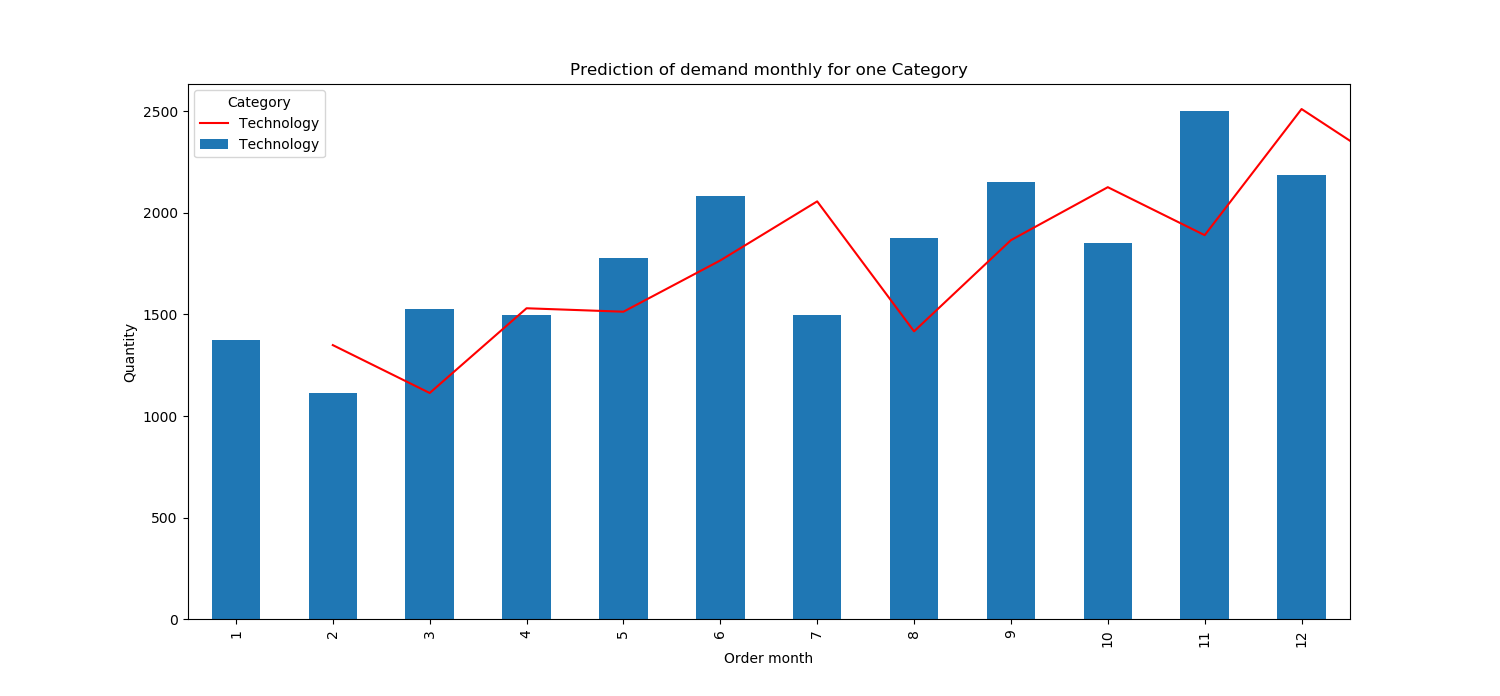 Prediction of demand monthly for one Category
Category
Technology
Technology
2500
2000
1500
1000
500
0
Quantity
1 2 3 4 5 6 7 8 9 10 11 12
Order month